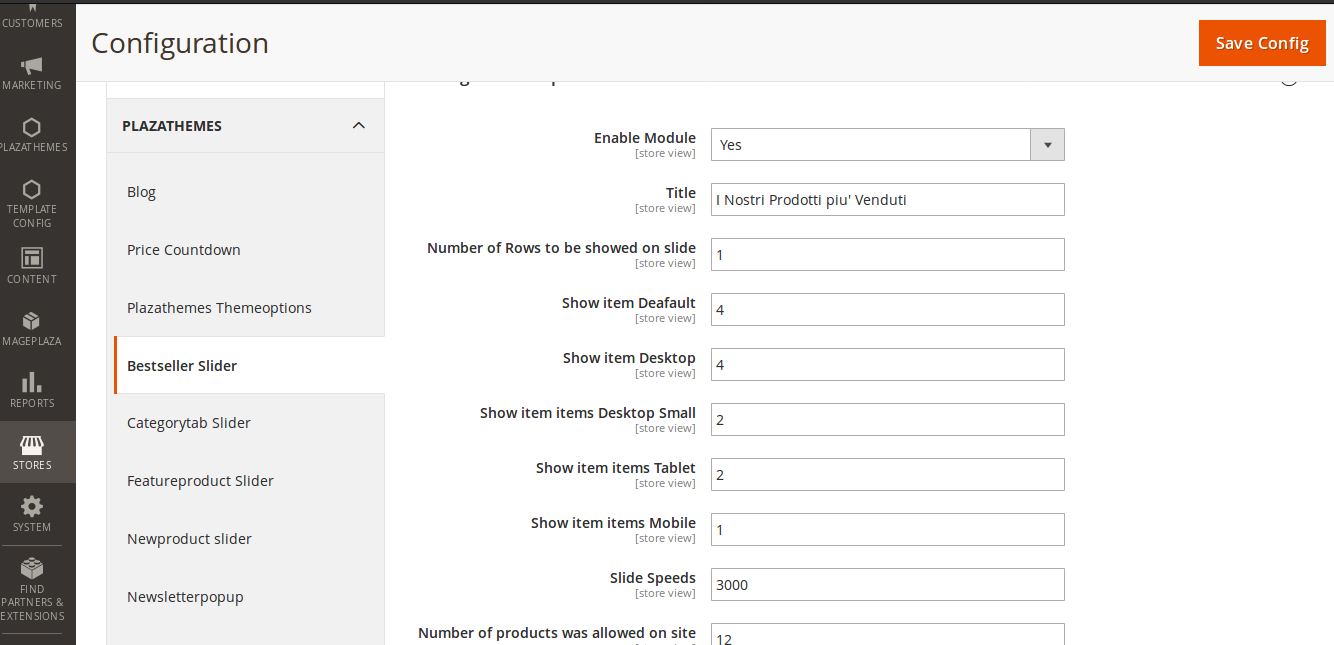 CUSTOMERS
MARKETING
PLAZATHEMES
TEMPLATE
CONFIG
CONTENT
MAGEPLAZA
REPORTS
STORES
SYSTEM
FIND
PARTNERS &
EXTENSIONS
Configuration
Save Config
PLAZATHEMES
Blog
Price Countdown
Plazathemes Themeoptions
Bestseller Slider
Categorytab Slider
Featureproduct Slider
Newproduct slider
Newsletterpopup
Enable Module
[store view]
Yes
Title
[store view]
I Nostri Prodotti piu' Venduti
Number of Rows to be showed on slide
[store view]
1
Show item Deafault
[store view]
4
Show item Desktop
[store view]
4
Show item items Desktop Small
[store view]
2
Show item items Tablet
[store view]
2
Show item items Mobile
[store view]
1
Slide Speeds
[store view]
3000
Number of products was allowed on site
12